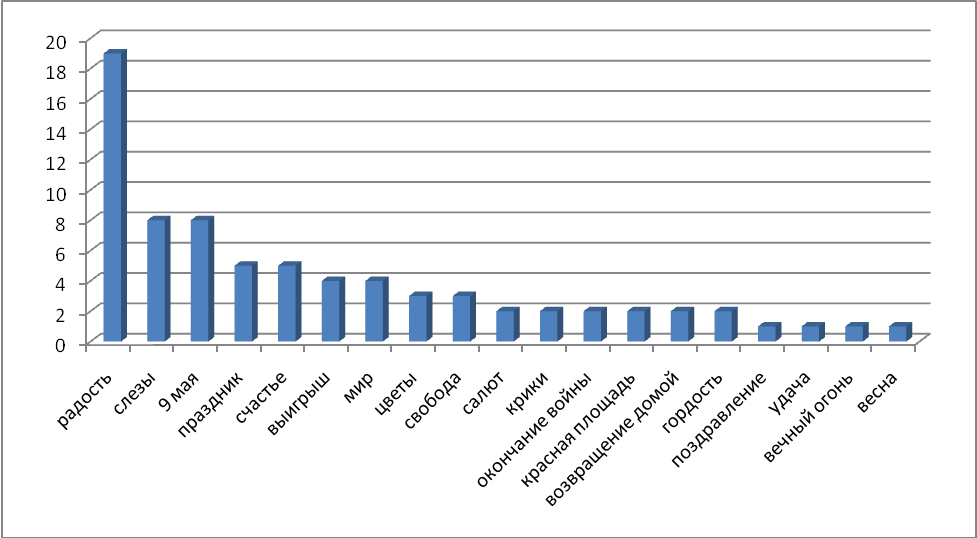 20
18
16
14
12
10
8
6
4
2
0
радость
слезы
9 мая
праздник
счастье
выигрыш
мир
цветы
свобода
салют
крики
окончание войны
красная площадь
возвращение домой
гордость
поздравление
удача
вечный огонь
весна